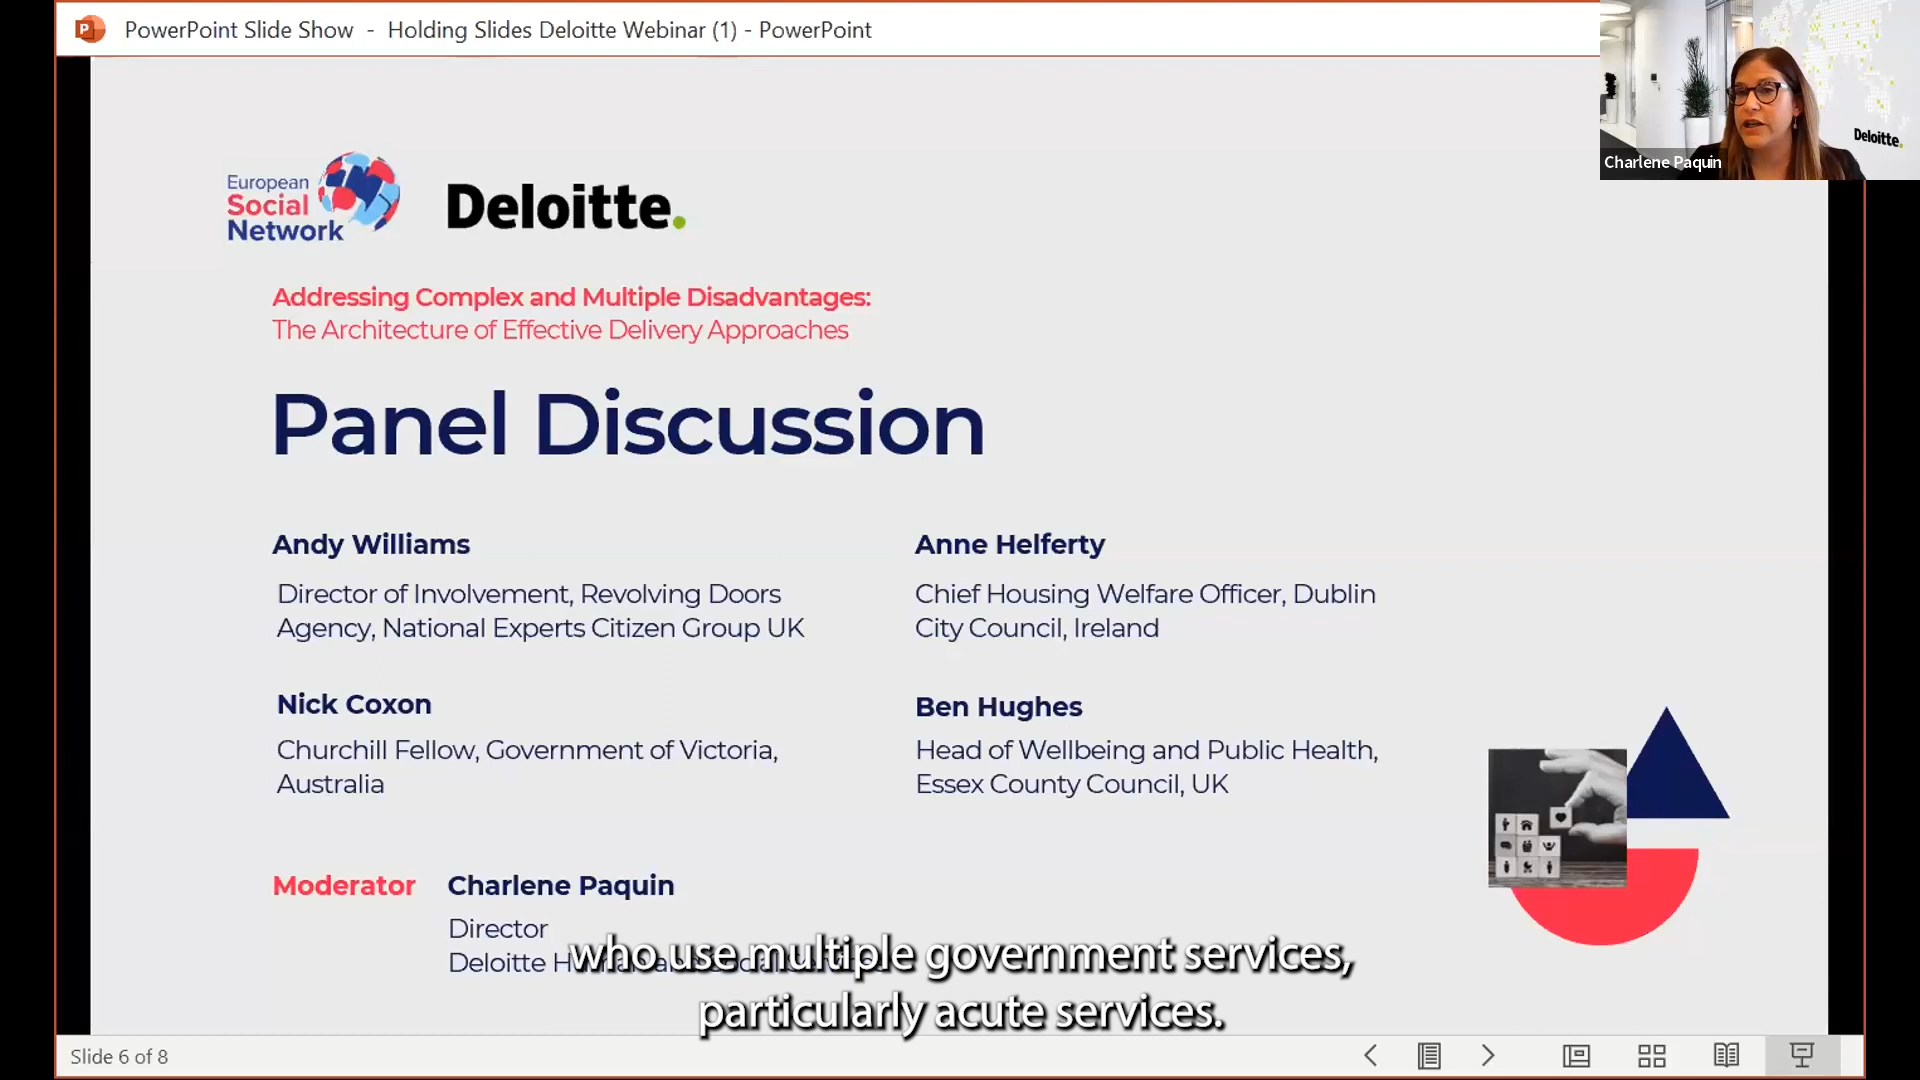 PowerPoint Slide Show - Holding Slides Deloitte Webinar (1) - PowerPoint
Deloitte.
Charlene Paquin
European
Social
Network
Deloitte.
Addressing Complex and Multiple Disadvantages:
The Architecture of Effective Delivery Approaches
Panel Discussion
Andy Williams
Director of Involvement, Revolving Doors
Agency, National Experts Citizen Group UK
Anne Helferty
Chief Housing Welfare Officer, Dublin
City Council, Ireland
Nick Coxon
Churchill Fellow, Government of Victoria,
Australia
Ben Hughes
Head of Wellbeing and Public Health,
Essex County Council, UK
Moderator Charlene Paquin
Director
Deloitte
who use multiple government services,
particularly acute services.
Slide 6 of 8